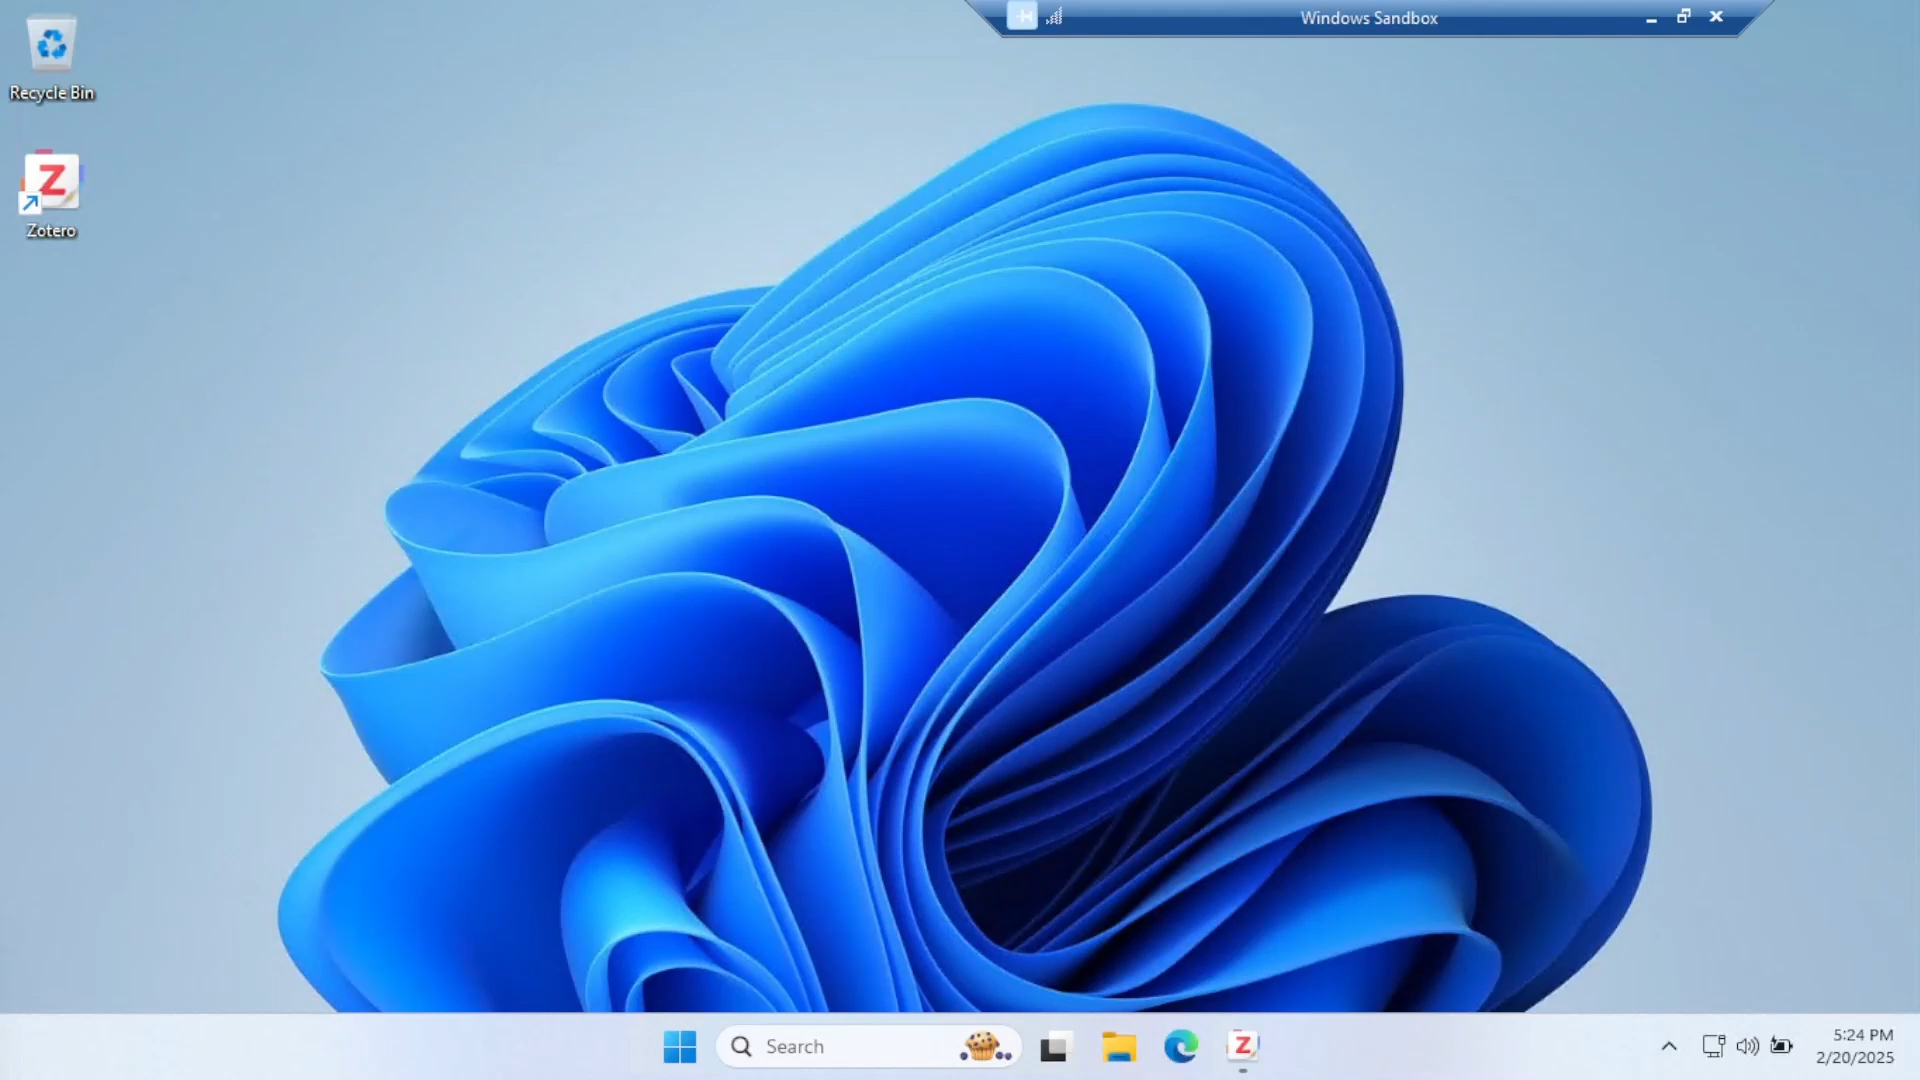 Windows Sandbox
Recycle Bin
Z
Zotero
Search
Z
5:24 PM
2/20/2025